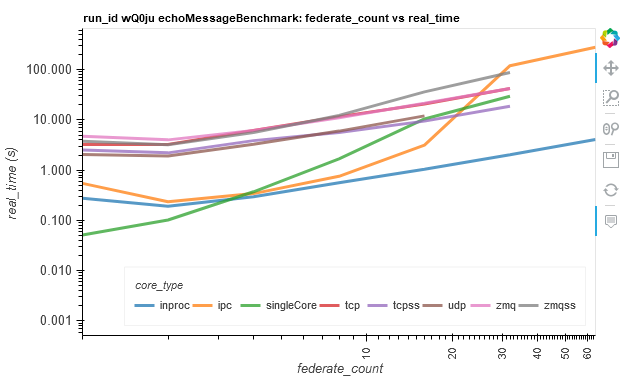 run_id wQ0ju echoMessageBenchmark: federate_count vs real_time
real_time (s)
100.000
10.000
1.000
0.100
0.010
0.001
core_type
inproc ipc singleCore tcp tcpss udp zmq zmqss
10 20 30 40 50 60
federate_count